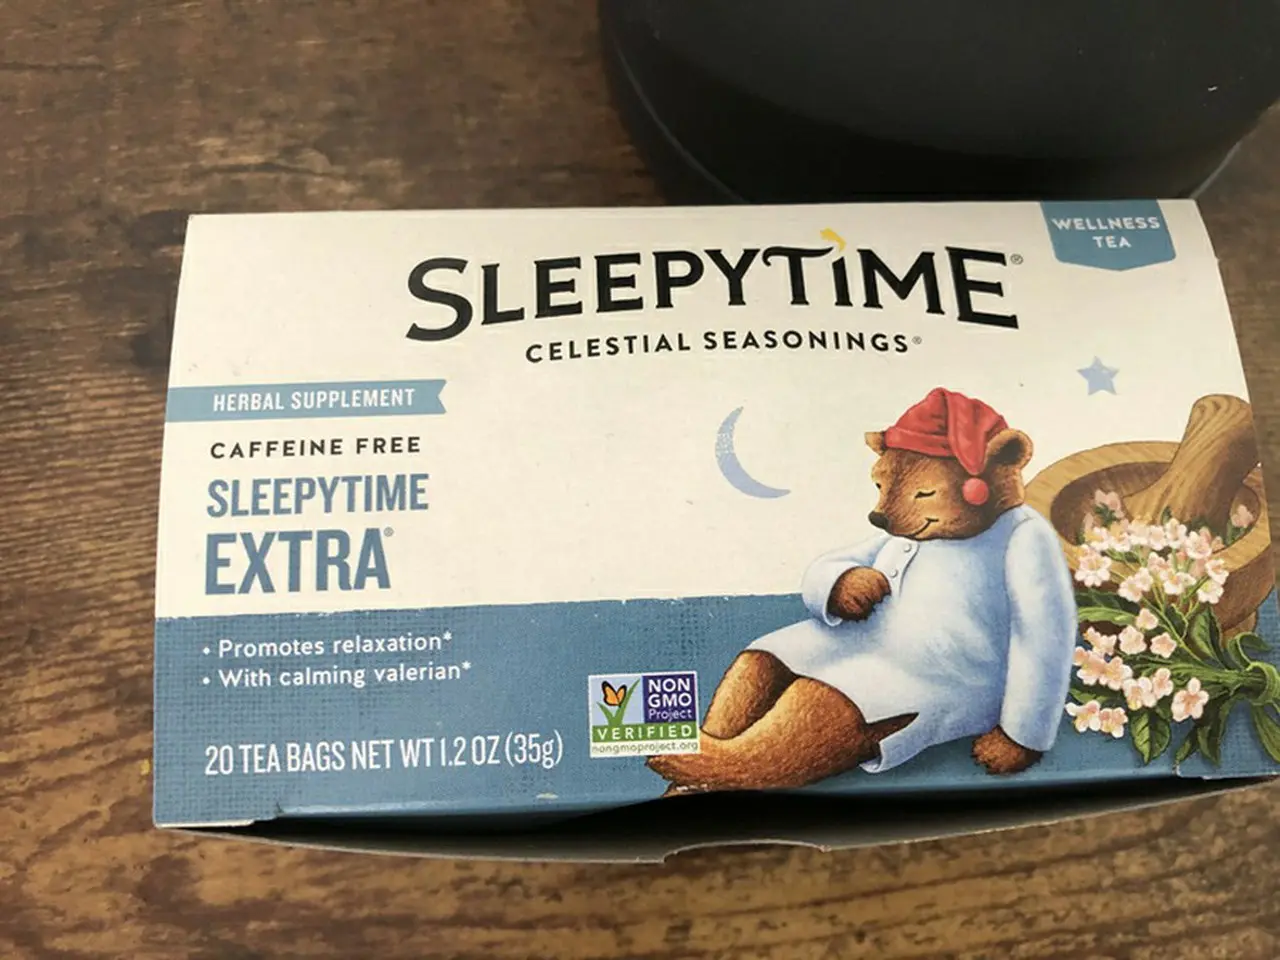 WELLNESS
TEA
SLEEPYTIME®
CELESTIAL SEASONINGS®
HERBAL SUPPLEMENT
CAFFEINE FREE
SLEEPYTIME
EXTRA®
• Promotes relaxation*
• With calming valerian*
NON
GMO
Project
VERIFIED
nongmoproject.org
20 TEA BAGS NET WT 1.2 OZ (35g)